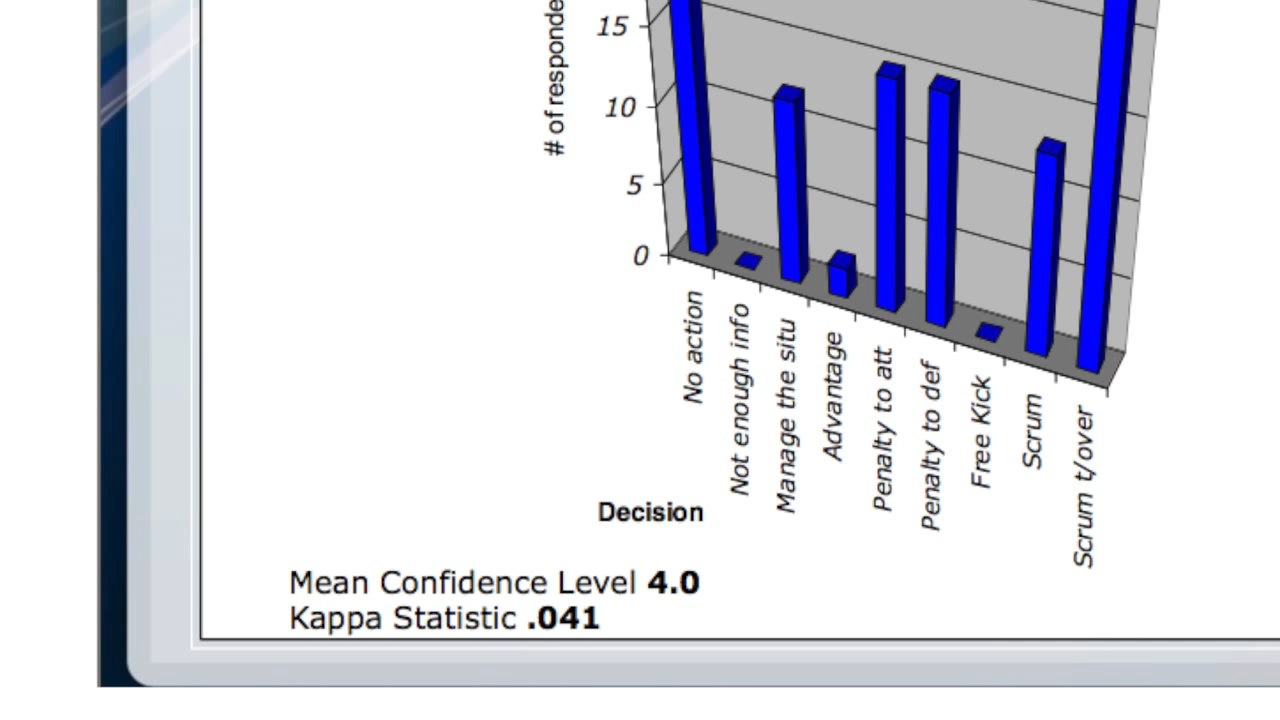 # of responde
15
10
5
0
No action
Not enough info
Manage the situ
Advantage
Penalty to att
Penalty to def
Free Kick
Scrum
Scrum t/over
Decision
Mean Confidence Level 4.0
Kappa Statistic .041